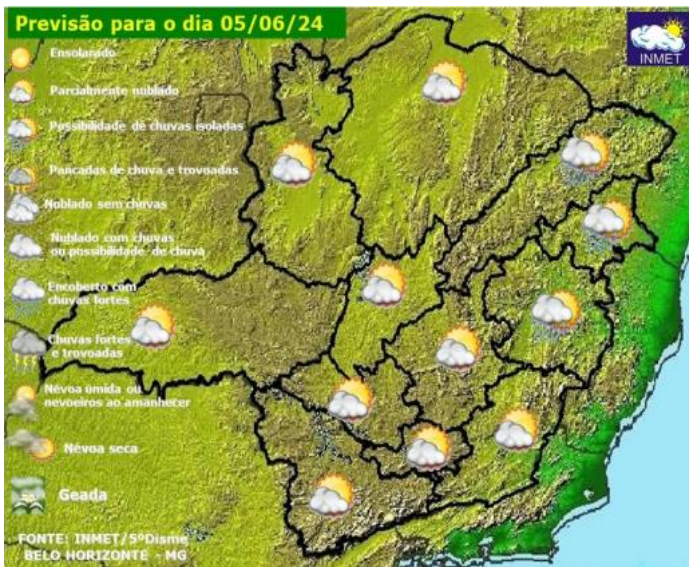 Previsão para o dia 05/06/24
INMET
Ensolarado
Parcialmente nublado
Possibilidade de chuvas isoladas
Pancadas de chuva e trovoadas
Noblado sem chuvas
Nublado com chuvas
ou possibilidade de chuva
Encoberto com
chuvas fortes
Chuvas fortes
e trovoadas
Névoa úmida ou
nevoeiros ao amanhecer
Névoa seca
Geada
FONTE: INMET/5ºDisme
BELO HORIZONTE - MG